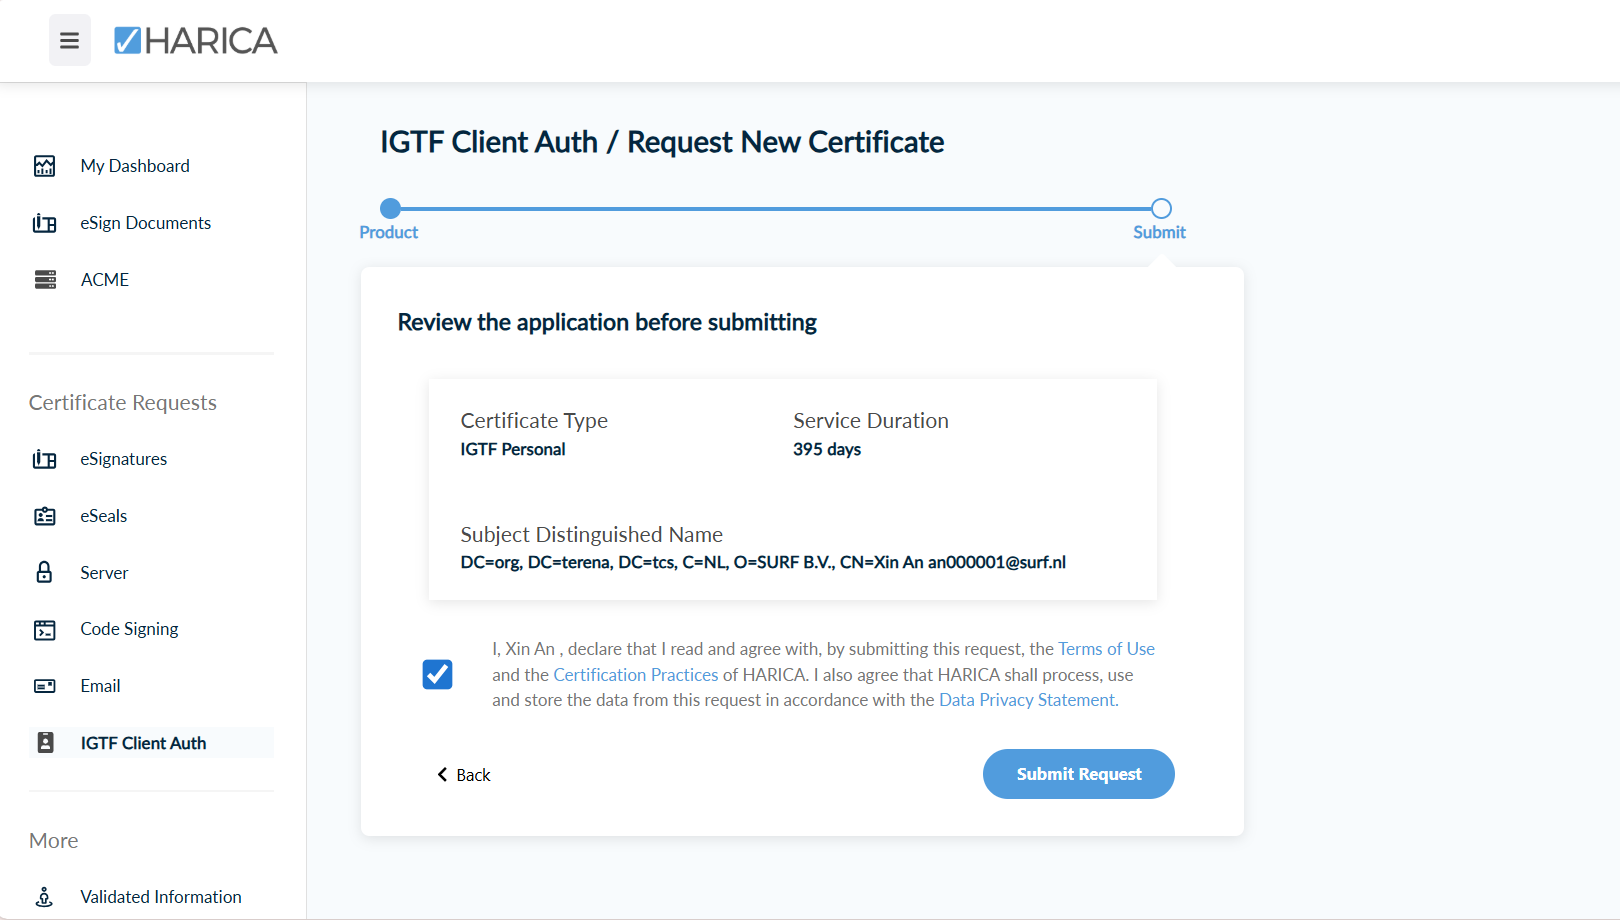 HARICA
My Dashboard
eSign Documents
ACME
Certificate Requests
eSignatures
eSeals
Server
Code Signing
Email
IGTF Client Auth
More
Validated Information
IGTF Client Auth / Request New Certificate
Product
Submit
Review the application before submitting
Certificate Type
IGTF Personal
Service Duration
395 days
Subject Distinguished Name
DC=org, DC=terena, DC=tcs, C=NL, O=SURF B.V., CN=Xin An an000001@surf.nl
I, Xin An , declare that I read and agree with, by submitting this request, the Terms of Use
and the Certification Practices of HARICA. I also agree that HARICA shall process, use
and store the data from this request in accordance with the Data Privacy Statement.
Back
Submit Request